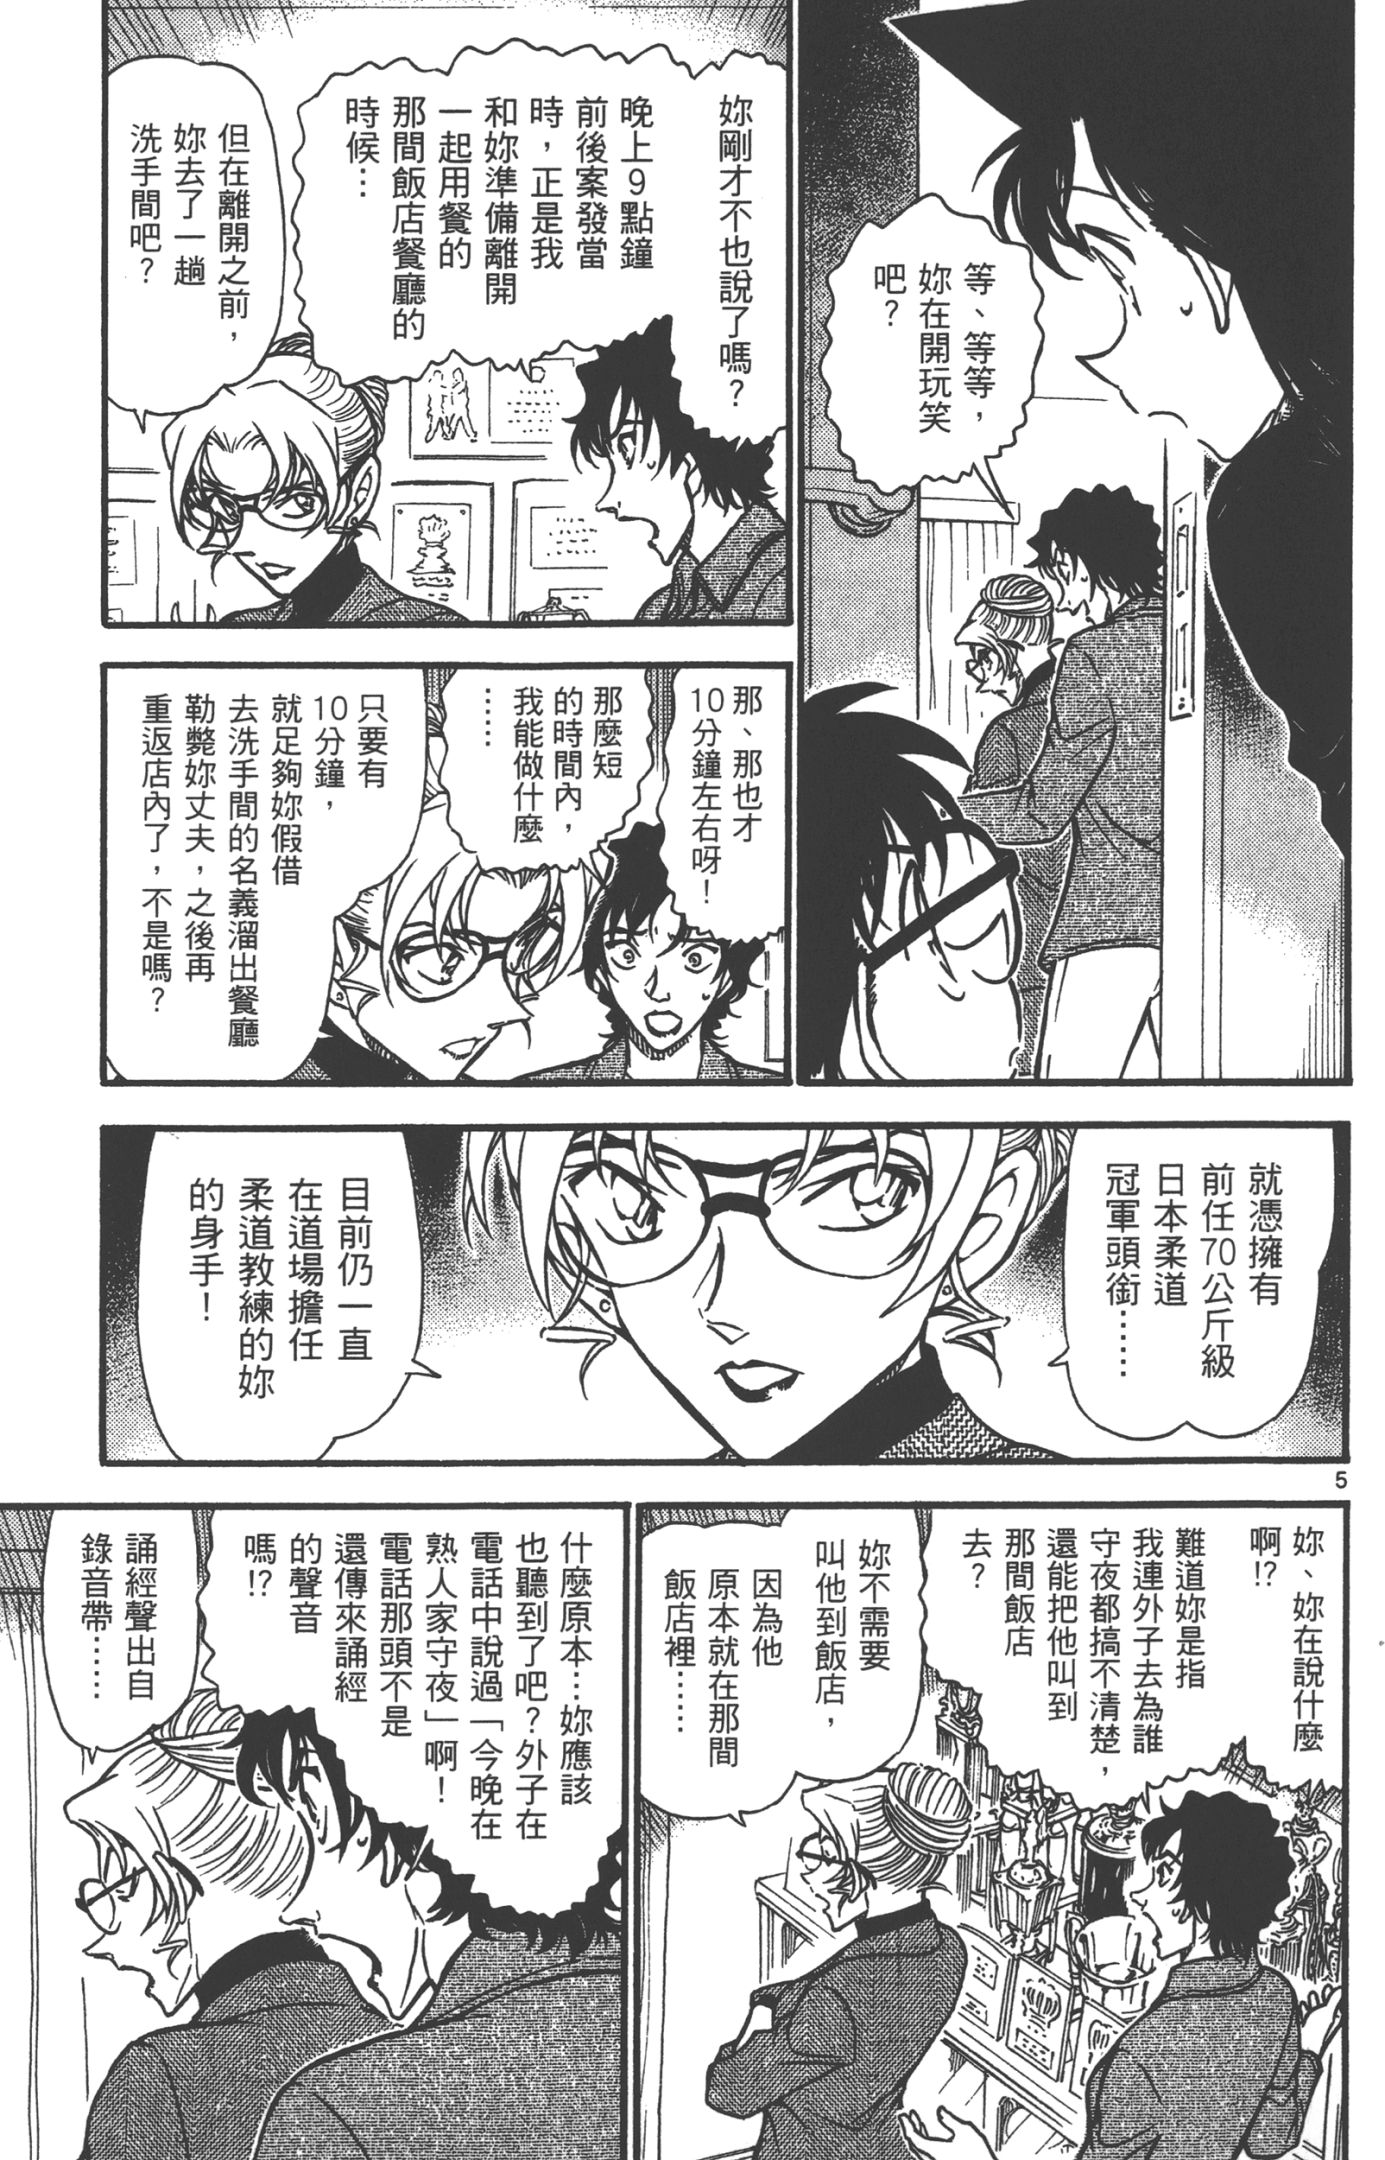 等、等等，
妳在開玩笑
吧？
妳剛才不也說了嗎？
晚上9點鐘
前後案發當
時，正是我
和妳準備離開
一起用餐的
那間飯店餐廳的
時候…
但在離開之前，
妳去了一趟
洗手間吧？
那、那也才
10分鐘左右呀！
那麼短
的時間內，
我能做什麼
……
只要有
10分鐘，
就足夠妳假借
去洗手間的名義溜出餐廳
勒斃妳丈夫，之後再
重返店內了，不是嗎？
就憑擁有
前任70公斤級
日本柔道
冠軍頭銜……
目前仍一直
在道場擔任
柔道教練的妳
的身手！
5
妳、妳在說什麼
啊!?
難道妳是指
我連外子去為誰
守夜都搞不清楚，
還能把他叫到
那間飯店
去？
妳不需要
叫他到飯店，
因為他
原本就在那間
飯店裡……
什麼原本…妳應該
也聽到了吧？外子在
電話中說過「今晚在
熟人家守夜」啊！
電話那頭不是
還傳來誦經
的聲音
嗎!?
誦經聲出自
錄音帶……